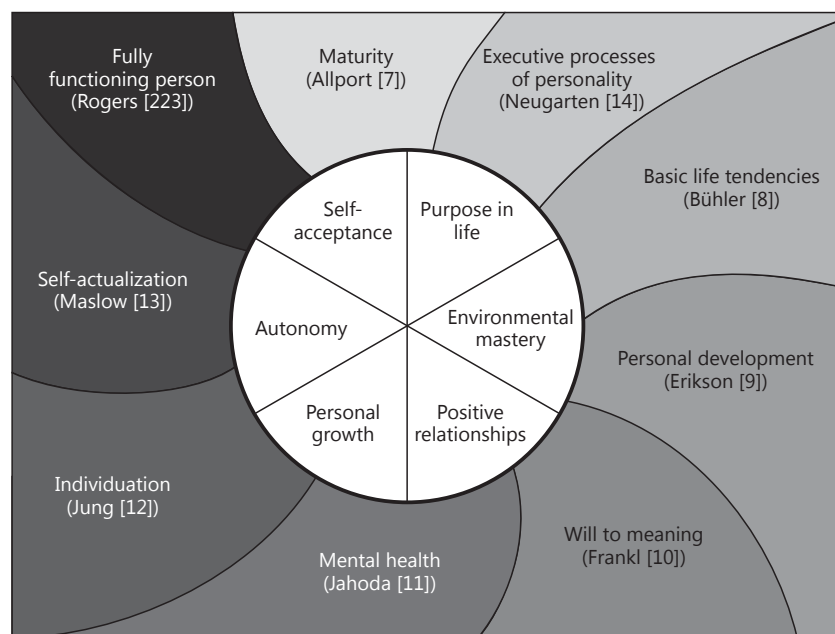 Fully
functioning person
(Rogers [223])
Maturity
(Allport [7])
Executive processes
of personality
(Neugarten [14])
Basic life tendencies
(Bühler [8])
Self-
acceptance
Purpose in
life
Self-actualization
(Maslow [13])
Autonomy
Environmental
mastery
Personal development
(Erikson [9])
Personal
growth
Positive
relationships
Individuation
(Jung [12])
Will to meaning
(Frankl [10])
Mental health
(Jahoda [11])